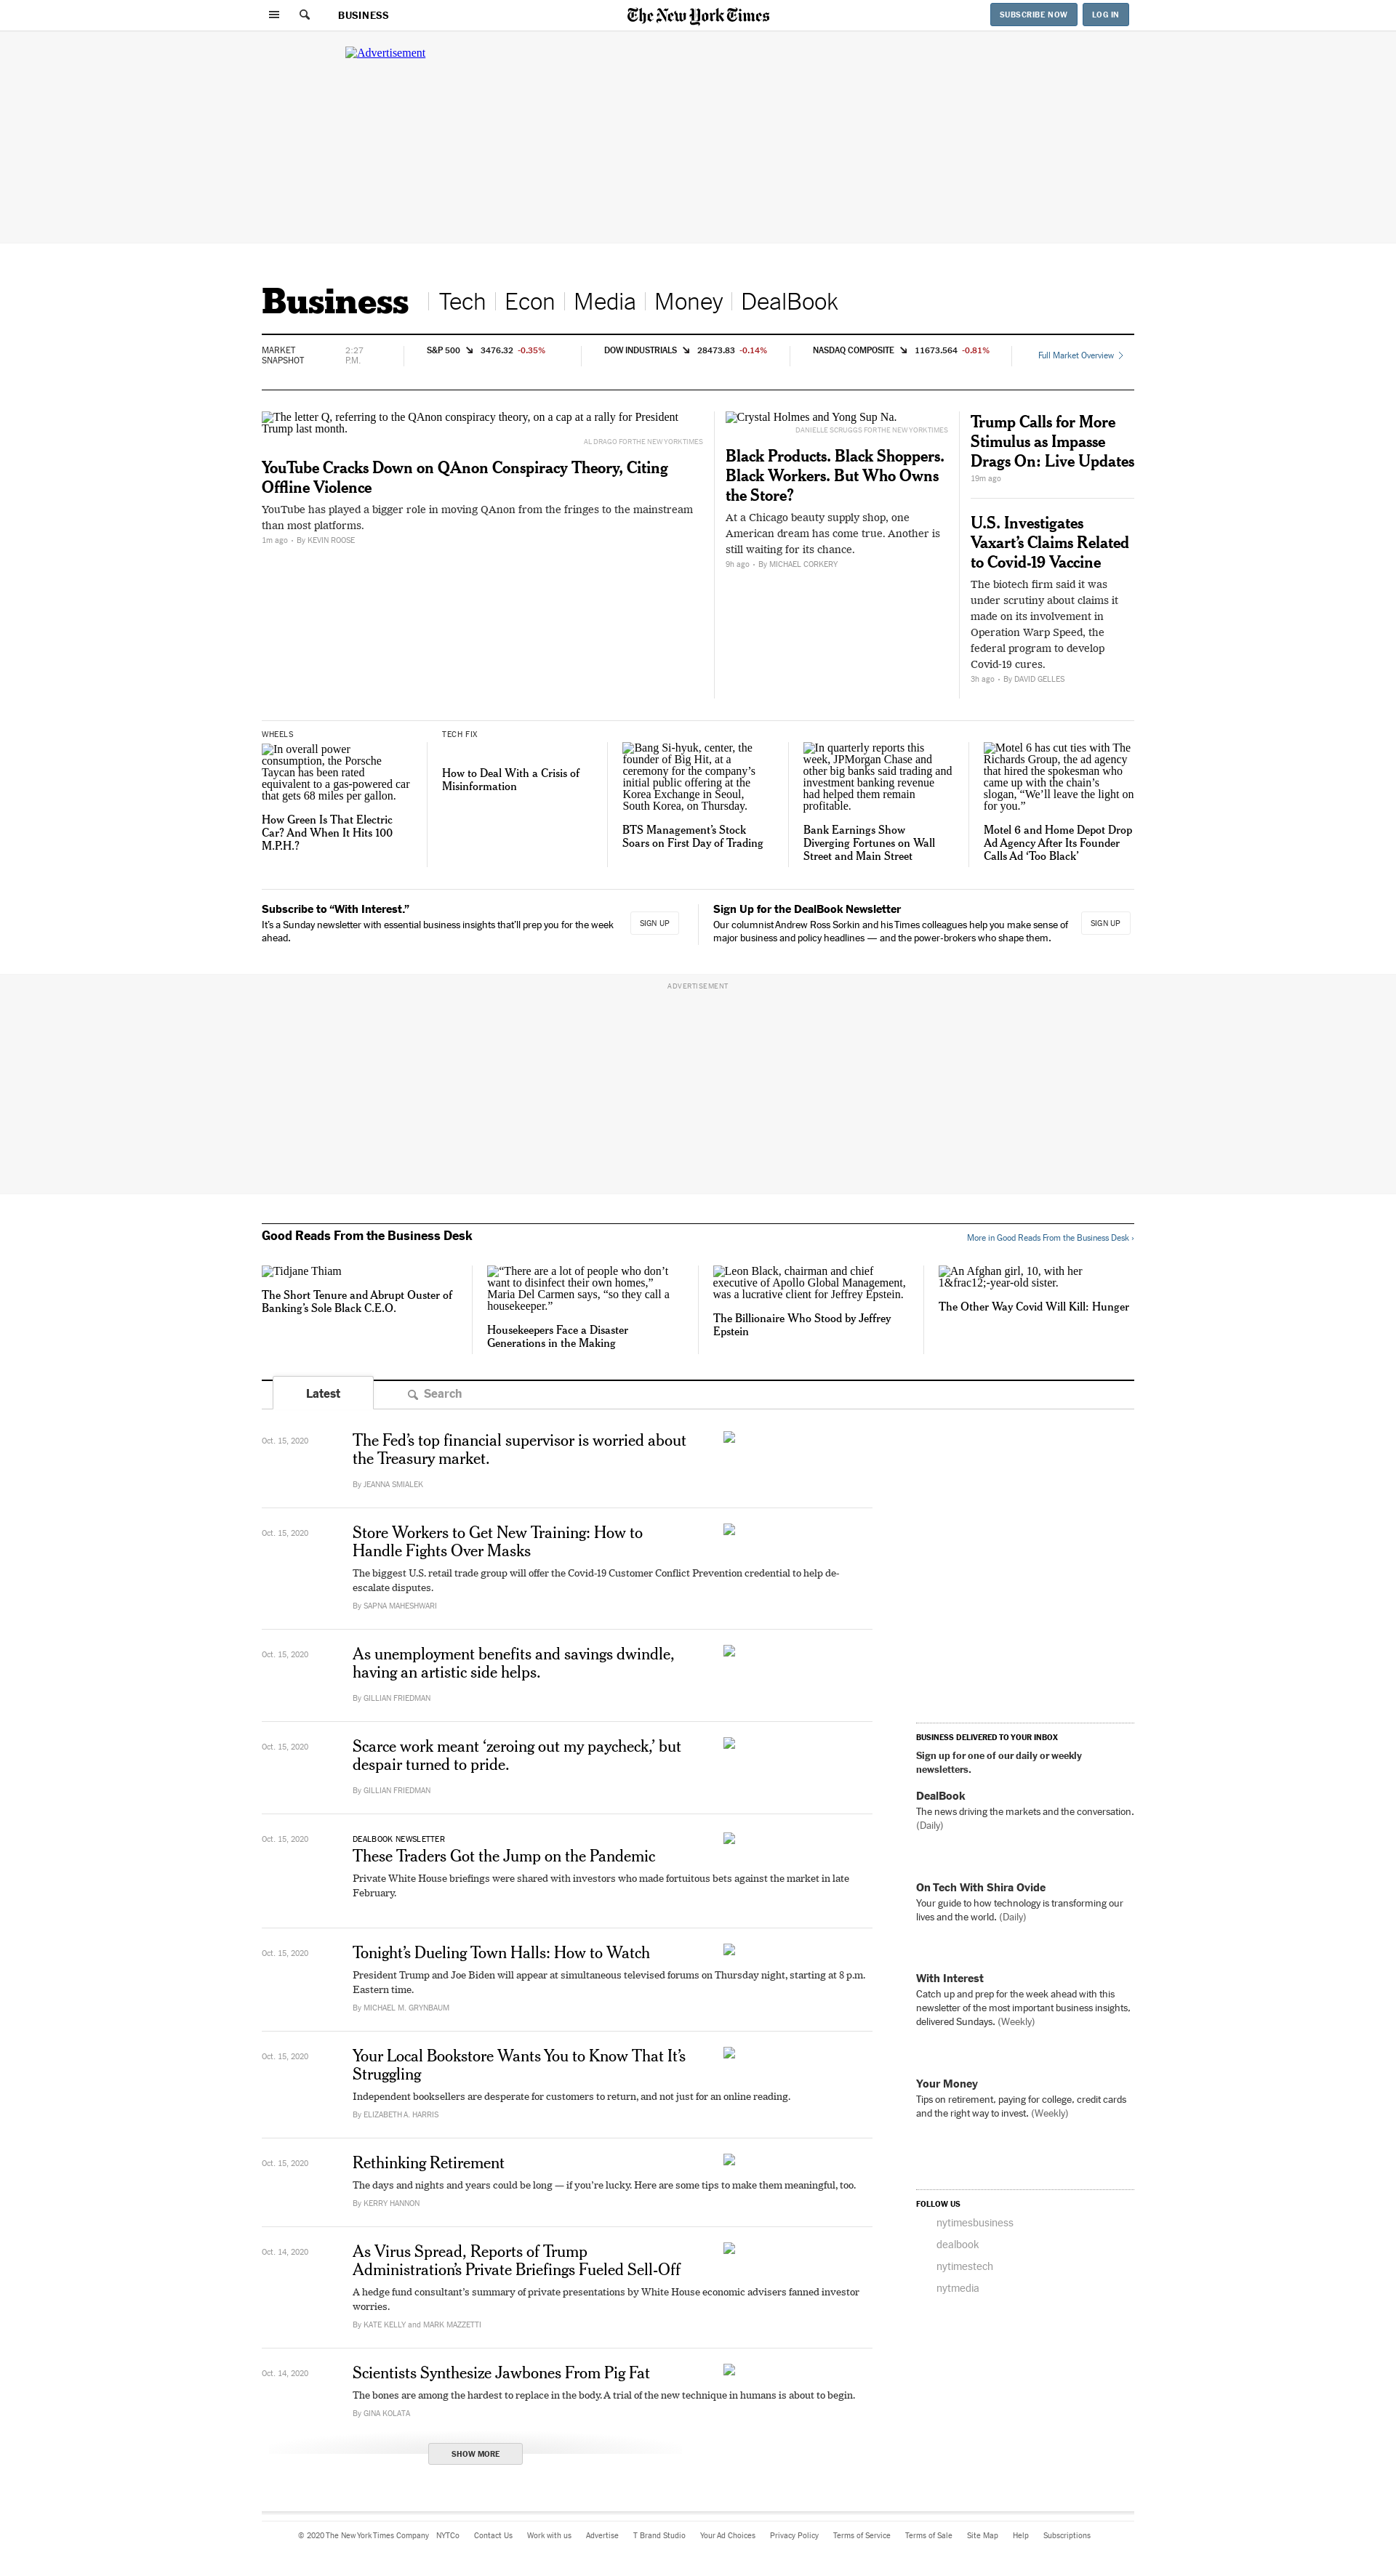 BUSINESS
The New York Times
SUBSCRIBE NOW
LOG IN
Advertisement
Business
Tech
Econ
Media
Money
DealBook
MARKET
SNAPSHOT
2:27
P.M.
S&P 500 3476.32 -0.35%
DOW INDUSTRIALS 28473.83 -0.14%
NASDAQ COMPOSITE 11673.564 -0.81%
Full Market Overview
The letter Q, referring to the QAnon conspiracy theory, on a cap at a rally for President
Trump last month.
AL DRAGO FOR THE NEW YORK TIMES
YouTube Cracks Down on QAnon Conspiracy Theory, Citing
Offline Violence
YouTube has played a bigger role in moving QAnon from the fringes to the mainstream
than most platforms.
1m ago • By KEVIN ROOSE
Crystal Holmes and Yong Sup Na.
DANIELLE SCRUGGS FOR THE NEW YORK TIMES
Black Products. Black Shoppers.
Black Workers. But Who Owns
the Store?
At a Chicago beauty supply shop, one
American dream has come true. Another is
still waiting for its chance.
9h ago • By MICHAEL CORKERY
Trump Calls for More
Stimulus as Impasse
Drags On: Live Updates
19m ago
U.S. Investigates
Vaxart’s Claims Related
to Covid-19 Vaccine
The biotech firm said it was
under scrutiny about claims it
made on its involvement in
Operation Warp Speed, the
federal program to develop
Covid-19 cures.
3h ago • By DAVID GELLES
WHEELS
In overall power
consumption, the Porsche
Taycan has been rated
equivalent to a gas-powered car
that gets 68 miles per gallon.
How Green Is That Electric
Car? And When It Hits 100
M.P.H.?
TECH FIX
How to Deal With a Crisis of
Misinformation
Bang Si-hyuk, center, the
founder of Big Hit, at a
ceremony for the company’s
initial public offering at the
Korea Exchange in Seoul,
South Korea, on Thursday.
BTS Management’s Stock
Soars on First Day of Trading
In quarterly reports this
week, JPMorgan Chase and
other big banks said trading and
investment banking revenue
had helped them remain
profitable.
Bank Earnings Show
Diverging Fortunes on Wall
Street and Main Street
Motel 6 has cut ties with The
Richards Group, the ad agency
that hired the spokesman who
came up with the chain’s
slogan, “We’ll leave the light on
for you.”
Motel 6 and Home Depot Drop
Ad Agency After Its Founder
Calls Ad ‘Too Black’
Subscribe to “With Interest.”
It’s a Sunday newsletter with essential business insights that’ll prep you for the week
ahead.
SIGN UP
Sign Up for the DealBook Newsletter
Our columnist Andrew Ross Sorkin and his Times colleagues help you make sense of
major business and policy headlines — and the power-brokers who shape them.
SIGN UP
ADVERTISEMENT
Good Reads From the Business Desk
More in Good Reads From the Business Desk ›
Tidjane Thiam
The Short Tenure and Abrupt Ouster of
Banking’s Sole Black C.E.O.
“There are a lot of people who don’t
want to disinfect their own homes,”
Maria Del Carmen says, “so they call a
housekeeper.”
Housekeepers Face a Disaster
Generations in the Making
Leon Black, chairman and chief
executive of Apollo Global Management,
was a lucrative client for Jeffrey Epstein.
The Billionaire Who Stood by Jeffrey
Epstein
An Afghan girl, 10, with her
1&frac12;-year-old sister.
The Other Way Covid Will Kill: Hunger
Latest
Search
Oct. 15, 2020
The Fed’s top financial supervisor is worried about
the Treasury market.
By JEANNA SMIALEK
Oct. 15, 2020
Store Workers to Get New Training: How to
Handle Fights Over Masks
The biggest U.S. retail trade group will offer the Covid-19 Customer Conflict Prevention credential to help de-
escalate disputes.
By SAPNA MAHESHWARI
Oct. 15, 2020
As unemployment benefits and savings dwindle,
having an artistic side helps.
By GILLIAN FRIEDMAN
Oct. 15, 2020
Scarce work meant ‘zeroing out my paycheck,’ but
despair turned to pride.
By GILLIAN FRIEDMAN
Oct. 15, 2020
DEALBOOK NEWSLETTER
These Traders Got the Jump on the Pandemic
Private White House briefings were shared with investors who made fortuitous bets against the market in late
February.
Oct. 15, 2020
Tonight’s Dueling Town Halls: How to Watch
President Trump and Joe Biden will appear at simultaneous televised forums on Thursday night, starting at 8 p.m.
Eastern time.
By MICHAEL M. GRYNBAUM
Oct. 15, 2020
Your Local Bookstore Wants You to Know That It’s
Struggling
Independent booksellers are desperate for customers to return, and not just for an online reading.
By ELIZABETH A. HARRIS
Oct. 15, 2020
Rethinking Retirement
The days and nights and years could be long — if you’re lucky. Here are some tips to make them meaningful, too.
By KERRY HANNON
Oct. 14, 2020
As Virus Spread, Reports of Trump
Administration’s Private Briefings Fueled Sell-Off
A hedge fund consultant’s summary of private presentations by White House economic advisers fanned investor
worries.
By KATE KELLY and MARK MAZZETTI
Oct. 14, 2020
Scientists Synthesize Jawbones From Pig Fat
The bones are among the hardest to replace in the body. A trial of the new technique in humans is about to begin.
By GINA KOLATA
SHOW MORE
BUSINESS DELIVERED TO YOUR INBOX
Sign up for one of our daily or weekly
newsletters.
DealBook
The news driving the markets and the conversation.
(Daily)
On Tech With Shira Ovide
Your guide to how technology is transforming our
lives and the world. (Daily)
With Interest
Catch up and prep for the week ahead with this
newsletter of the most important business insights,
delivered Sundays. (Weekly)
Your Money
Tips on retirement, paying for college, credit cards
and the right way to invest. (Weekly)
FOLLOW US
nytimesbusiness
dealbook
nytimestech
nytmedia
© 2020 The New York Times Company NYTCo Contact Us Work with us Advertise T Brand Studio Your Ad Choices Privacy Policy Terms of Service Terms of Sale Site Map Help Subscriptions